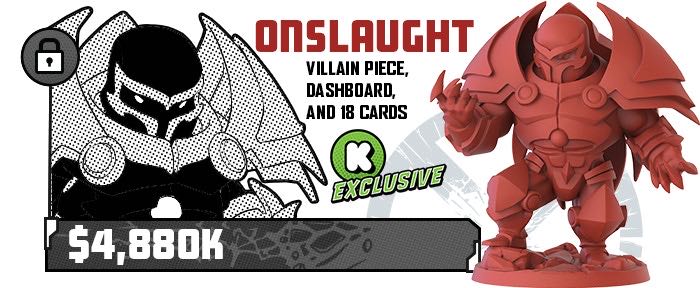 ONSLAUGHT
VILLAIN PIECE,
DASHBOARD,
AND 18 CARDS
K
EXCLUSIVE
$4,880K